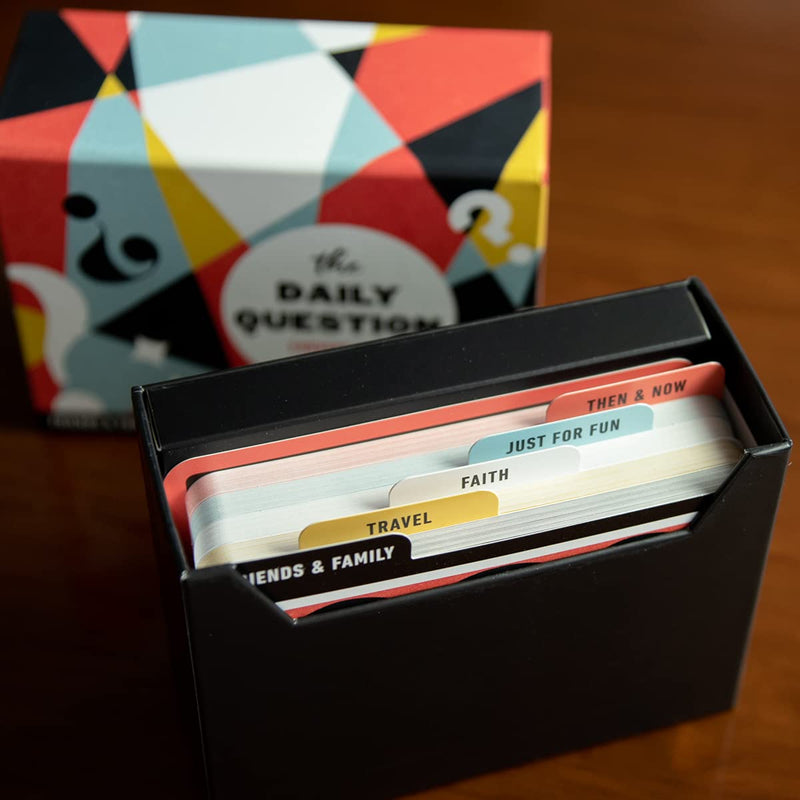 the
DAILY
QUESTION
THEN & NOW
JUST FOR FUN
FAITH
TRAVEL
IENDS & FAMILY